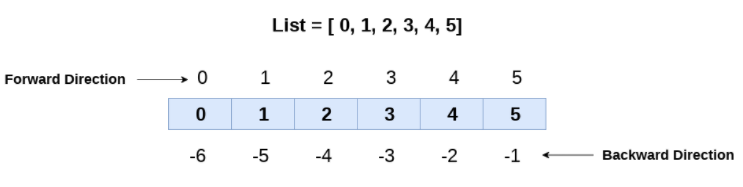 List = [ 0, 1, 2, 3, 4, 5]
Forward Direction 0 1 2 3 4 5
0 1 2 3 4 5
-6 -5 -4 -3 -2 -1 Backward Direction